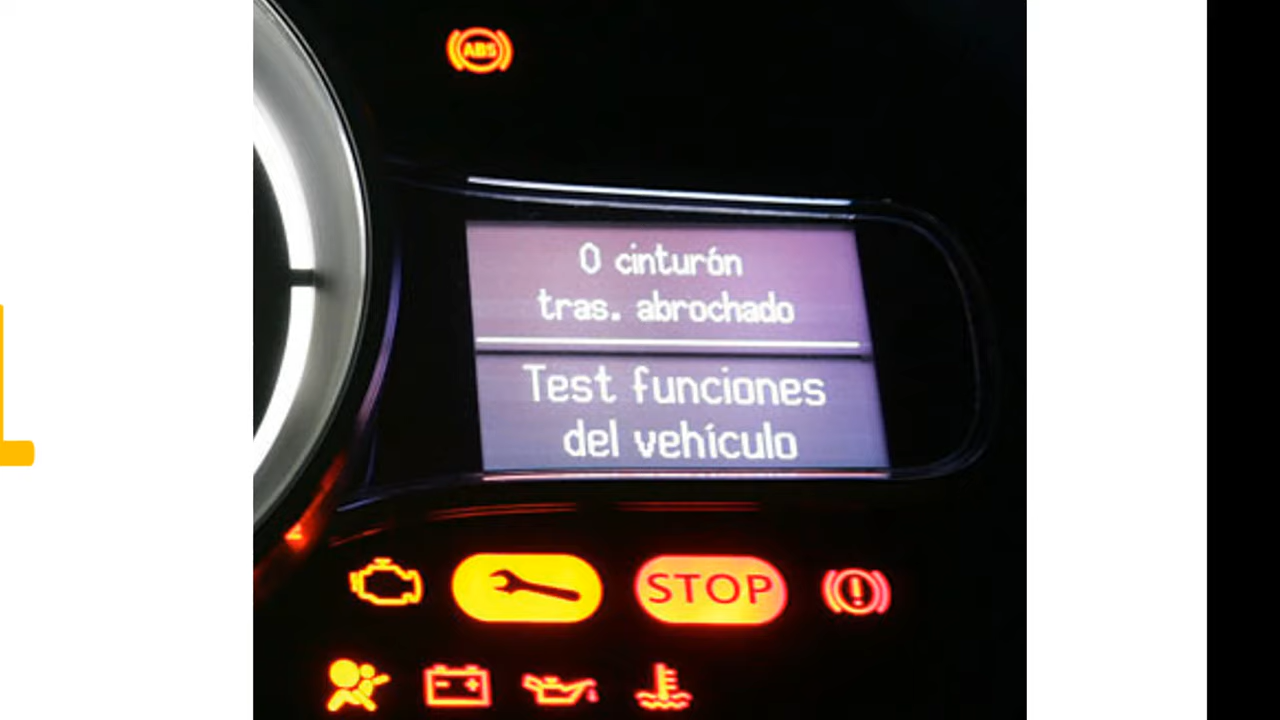 ABS
0 cinturón
tras. abrochado
Test funciones
del vehículo
STOP